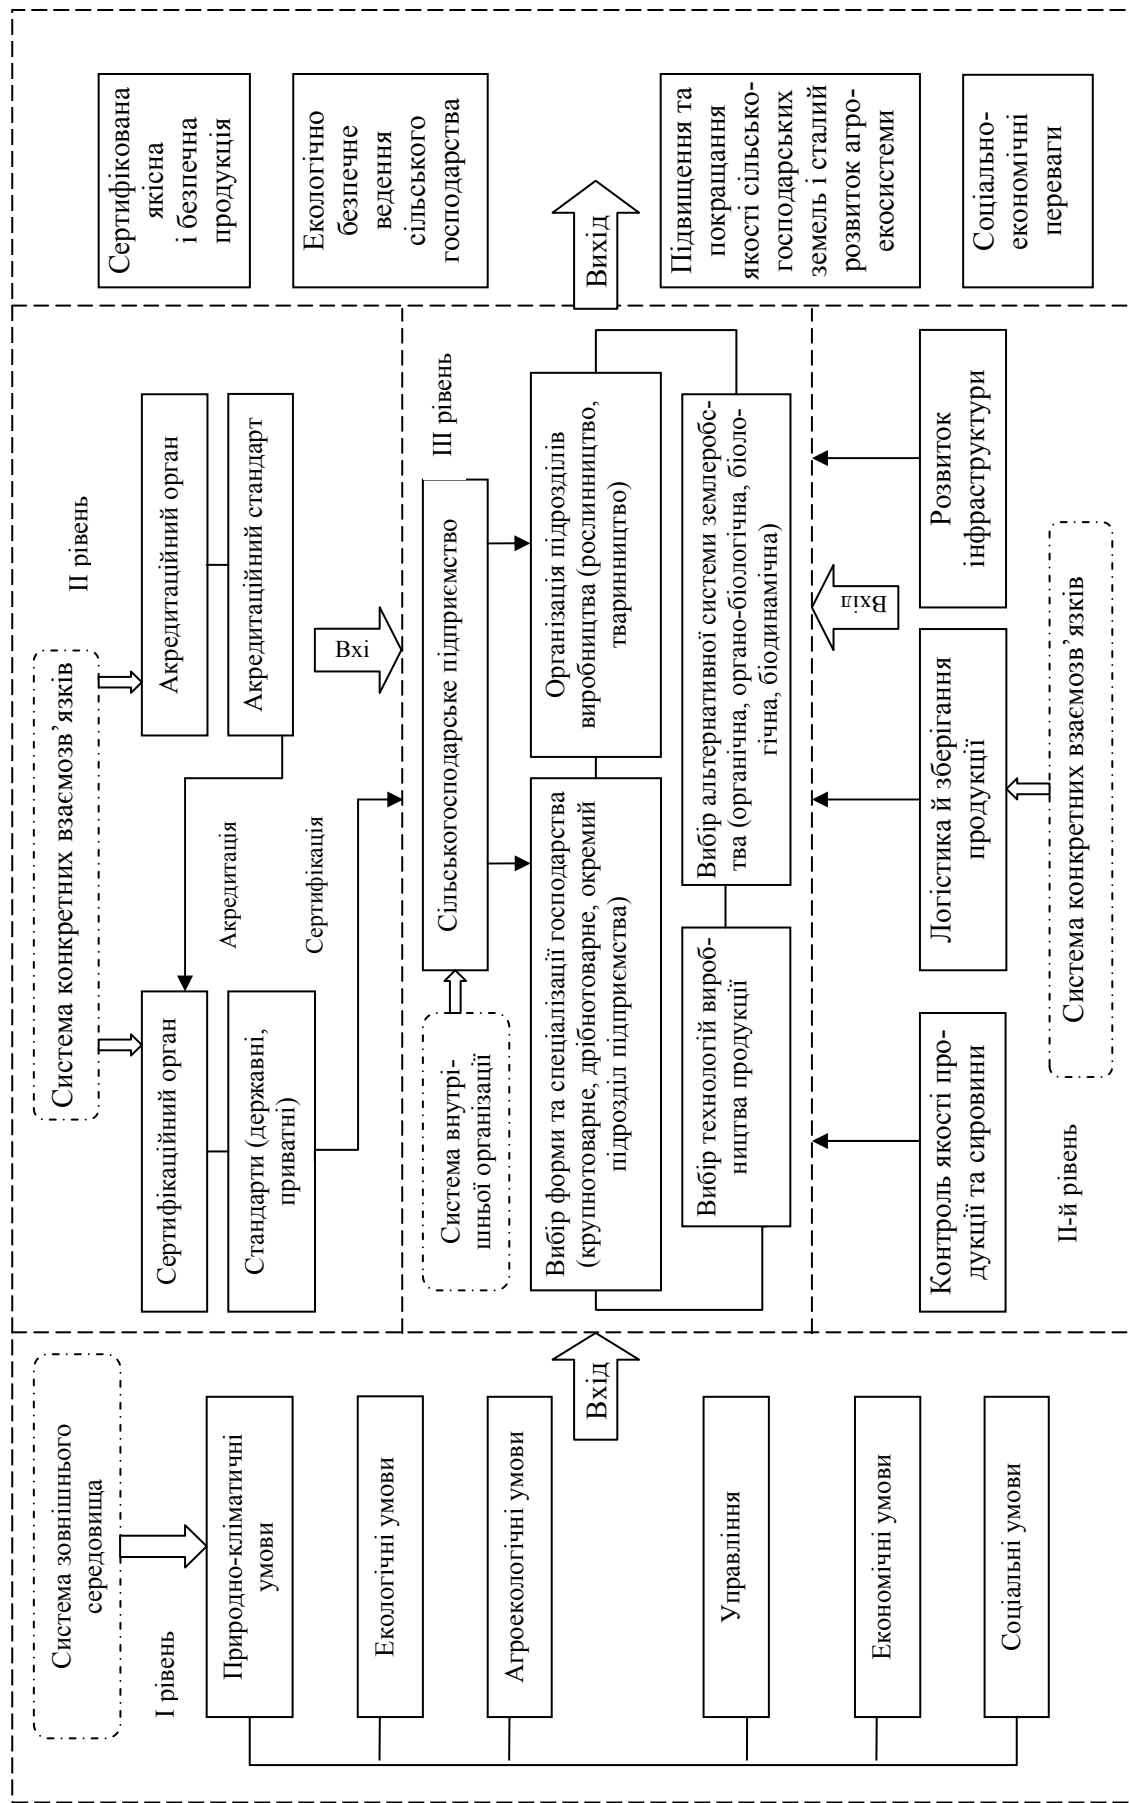 Система зовнішнього
середовища
І рівень
Природно-кліматичні
умови
Екологічні умови
Агроекологічні умови
Управління
Економічні умови
Соціальні умови
Вхід
Система конкретних взаємозв’язків
ІІ рівень
Сертифікаційний орган
Стандарти (державні,
приватні)
Акредитація
Сертифікація
Акредитаційний орган
Акредитаційний стандарт
Вхі
ІІІ рівень
Система внутрі-
шньої організації
Сільськогосподарське підприємство
Вибір форми та спеціалізації господарства
(крупнотоварне, дрібнотоварне, окремий
підрозділ підприємства)
Організація підрозділів
виробництва (рослинництво,
тваринництво)
Вибір технологій вироб-
ництва продукції
Вибір альтернативної системи землеробс-
тва (органічна, органо-біологічна, біоло-
гічна, біодинамічна)
Вхід
Контроль якості про-
дукції та сировини
Логістика й зберігання
продукції
Розвиток
інфраструктури
ІІ-й рівень
Система конкретних взаємозв’язків
Вихід
Сертифікована
якісна
і безпечна
продукція
Екологічно
безпечне
ведення
сільського
господарства
Підвищення та
покращання
якості сільсько-
господарських
земель і сталий
розвиток агро-
екосистеми
Соціально-
економічні
переваги